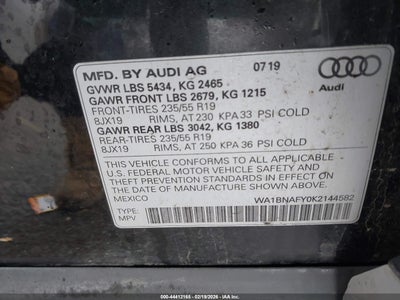 MFD. BY AUDI AG 07 19
GVWR LBS 5434, KG 2465
GAWR FRONT LBS 2679, KG 1215
FRONT-TIRES 235/55 R19
8JX19 RIMS, AT 230 KPA 33 PSI COLD
GAWR REAR LBS 3042, KG 1380
REAR-TIRES 235/55 R19
8JX19 RIMS, AT 250 KPA 36 PSI COLD
THIS VEHICLE CONFORMS TO ALL APPLICABLE
U.S. FEDERAL MOTOR VEHICLE SAFETY STANDARDS IN
EFFECT ON THE DATE OF MANUFACTURE SHOWN ABOVE.
MADE IN MEXICO
WA1BNAFY0K2144582
TYPE:
MPV
Audi
000-44412165 - 02/19/2026 - IAA, Inc.